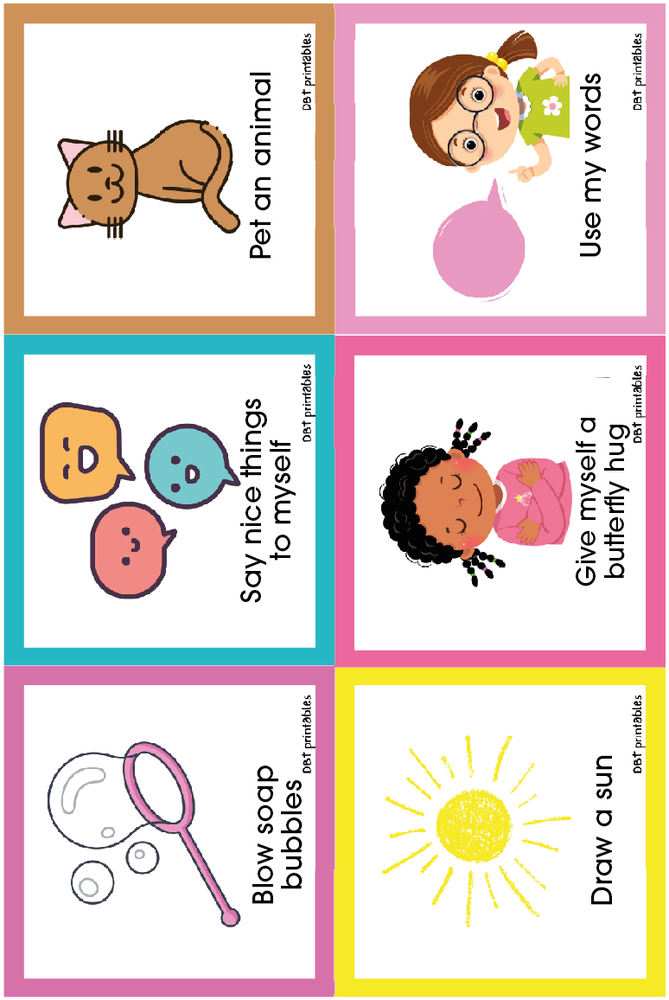 Blow soap
bubbles
DBT printables
Say nice things
to myself
DBT printables
Pet an animal
DBT printables
Draw a sun
DBT printables
Give myself a
butterfly hug
DBT printables
Use my words
DBT printables